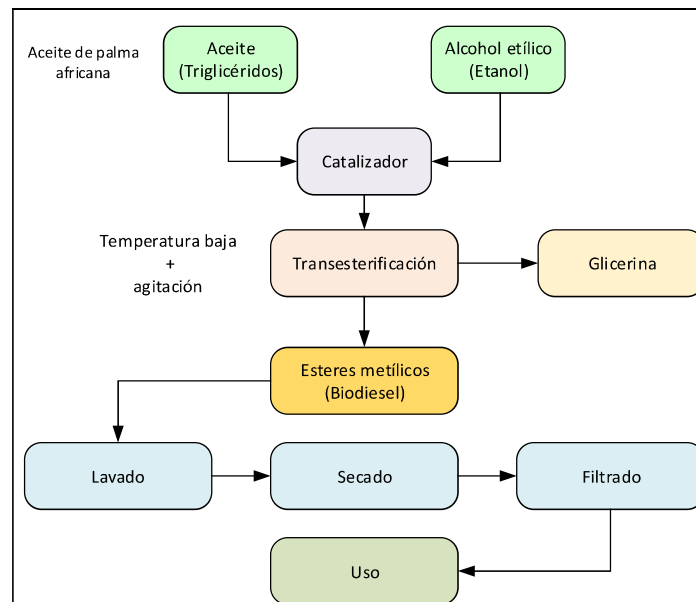 Aceite de palma
africana
Aceite
(Triglicéridos)
Alcohol etílico
(Etanol)
Catalizador
Temperatura baja
+
agitación
Transesterificación
Glicerina
Esteres metílicos
(Biodiesel)
Lavado
Secado
Filtrado
Uso